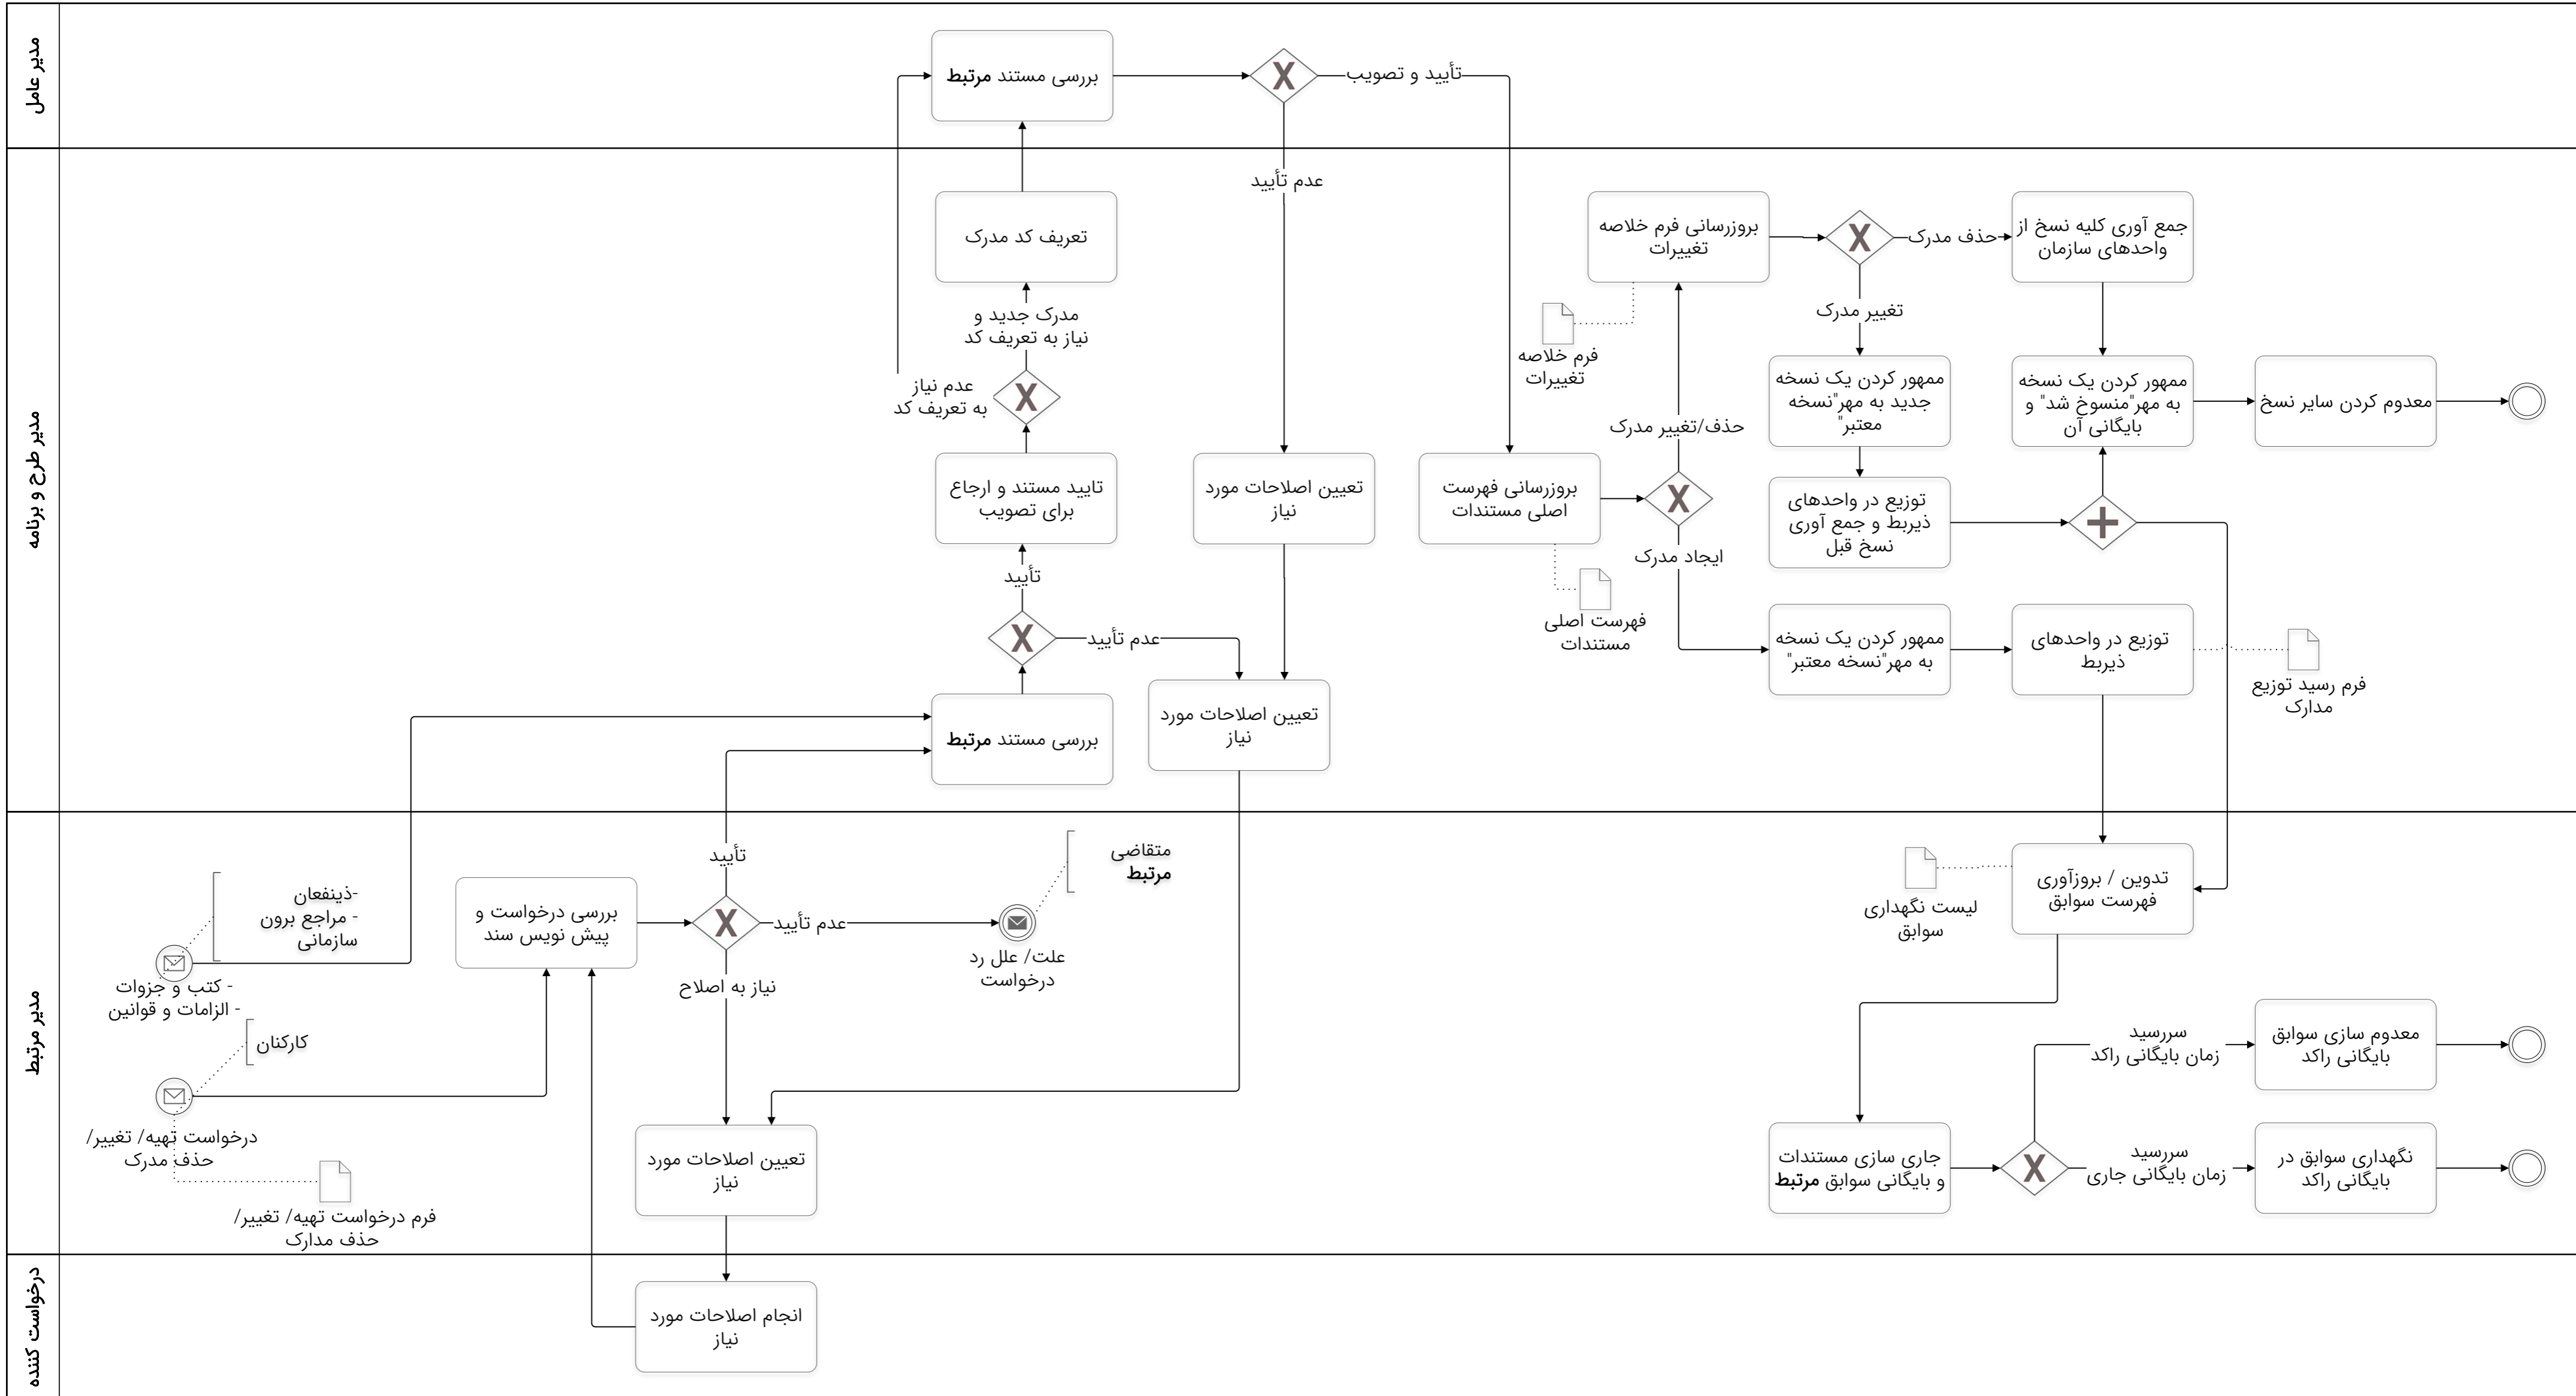 مدیر عامل
بررسی مستند مرتبط
تأیید و تصویب
مدیر طرح و برنامه
عدم تأیید
تعریف کد مدرک
مدرک جدید و
نیاز به تعریف کد
عدم نیاز
به تعریف کد
تایید مستند و ارجاع
برای تصویب
تأیید
عدم تأیید
بررسی مستند مرتبط
تعیین اصلاحات مورد
نیاز
تعیین اصلاحات مورد
نیاز
بروزرسانی فهرست
اصلی مستندات
فهرست اصلی
مستندات
حذف/تغییر مدرک
ایجاد مدرک
بروزرسانی فرم خلاصه
تغییرات
فرم خلاصه
تغییرات
حذف مدرک
تغییر مدرک
جمع آوری کلیه نسخ از
واحدهای سازمان
ممهور کردن یک نسخه
جدید به مهر"نسخه
معتبر"
ممهور کردن یک نسخه
به مهر"منسوخ شد" و
بایگانی آن
معدوم کردن سایر نسخ
توزیع در واحدهای
ذیربط و جمع آوری
نسخ قبل
ممهور کردن یک نسخه
به مهر"نسخه معتبر"
توزیع در واحدهای
ذیربط
فرم رسید توزیع
مدارک
مدیر مرتبط
-ذینفعان
- مراجع برون
سازمانی
- کتب و جزوات
- الزامات و قوانین
کارکنان
درخواست تهیه/ تغییر/
حذف مدرک
فرم درخواست تهیه/ تغییر/
حذف مدارک
بررسی درخواست و
پیش نویس سند
تأیید
عدم تأیید
نیاز به اصلاح
متقاضی
مرتبط
علت/ علل رد
درخواست
تعیین اصلاحات مورد
نیاز
تدوین / بروزآوری
فهرست سوابق
لیست نگهداری
سوابق
جاری سازی مستندات
و بایگانی سوابق مرتبط
سررسید
زمان بایگانی راکد
معدوم سازی سوابق
بایگانی راکد
سررسید
زمان بایگانی جاری
نگهداری سوابق در
بایگانی راکد
درخواست کننده
انجام اصلاحات مورد
نیاز